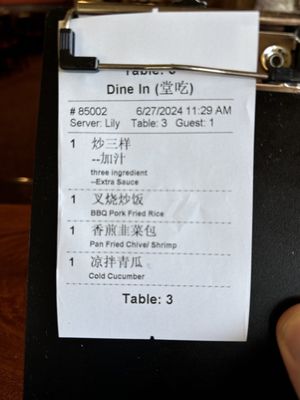 Table: 3
Dine In (堂吃)
# 85002 6/27/2024 11:29 AM
Server: Lily Table: 3 Guest: 1
1 炒三样
--加汁
three ingredient
--Extra Sauce
1 叉烧炒饭
BBQ Pork Fried Rice
1 香煎韭菜包
Pan Fried Chive/ Shrimp
1 凉拌青瓜
Cold Cucumber
Table: 3